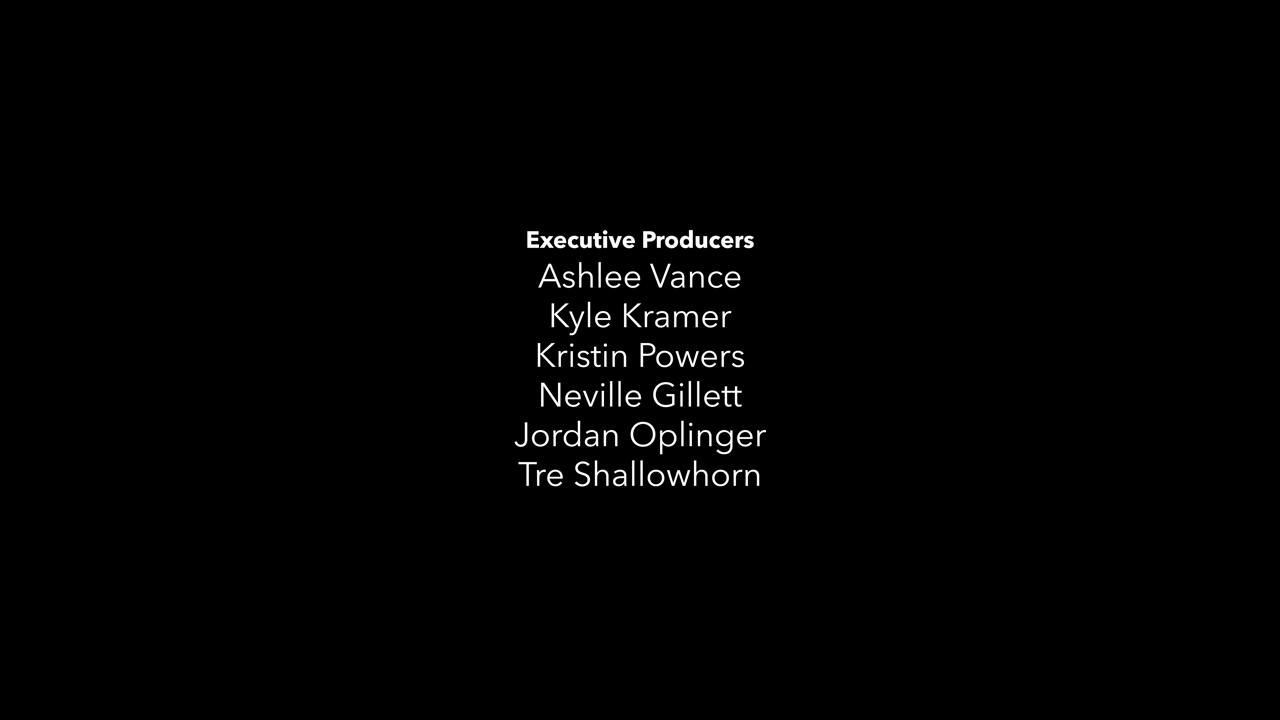 Executive Producers
Ashlee Vance
Kyle Kramer
Kristin Powers
Neville Gillett
Jordan Oplinger
Tre Shallowhorn